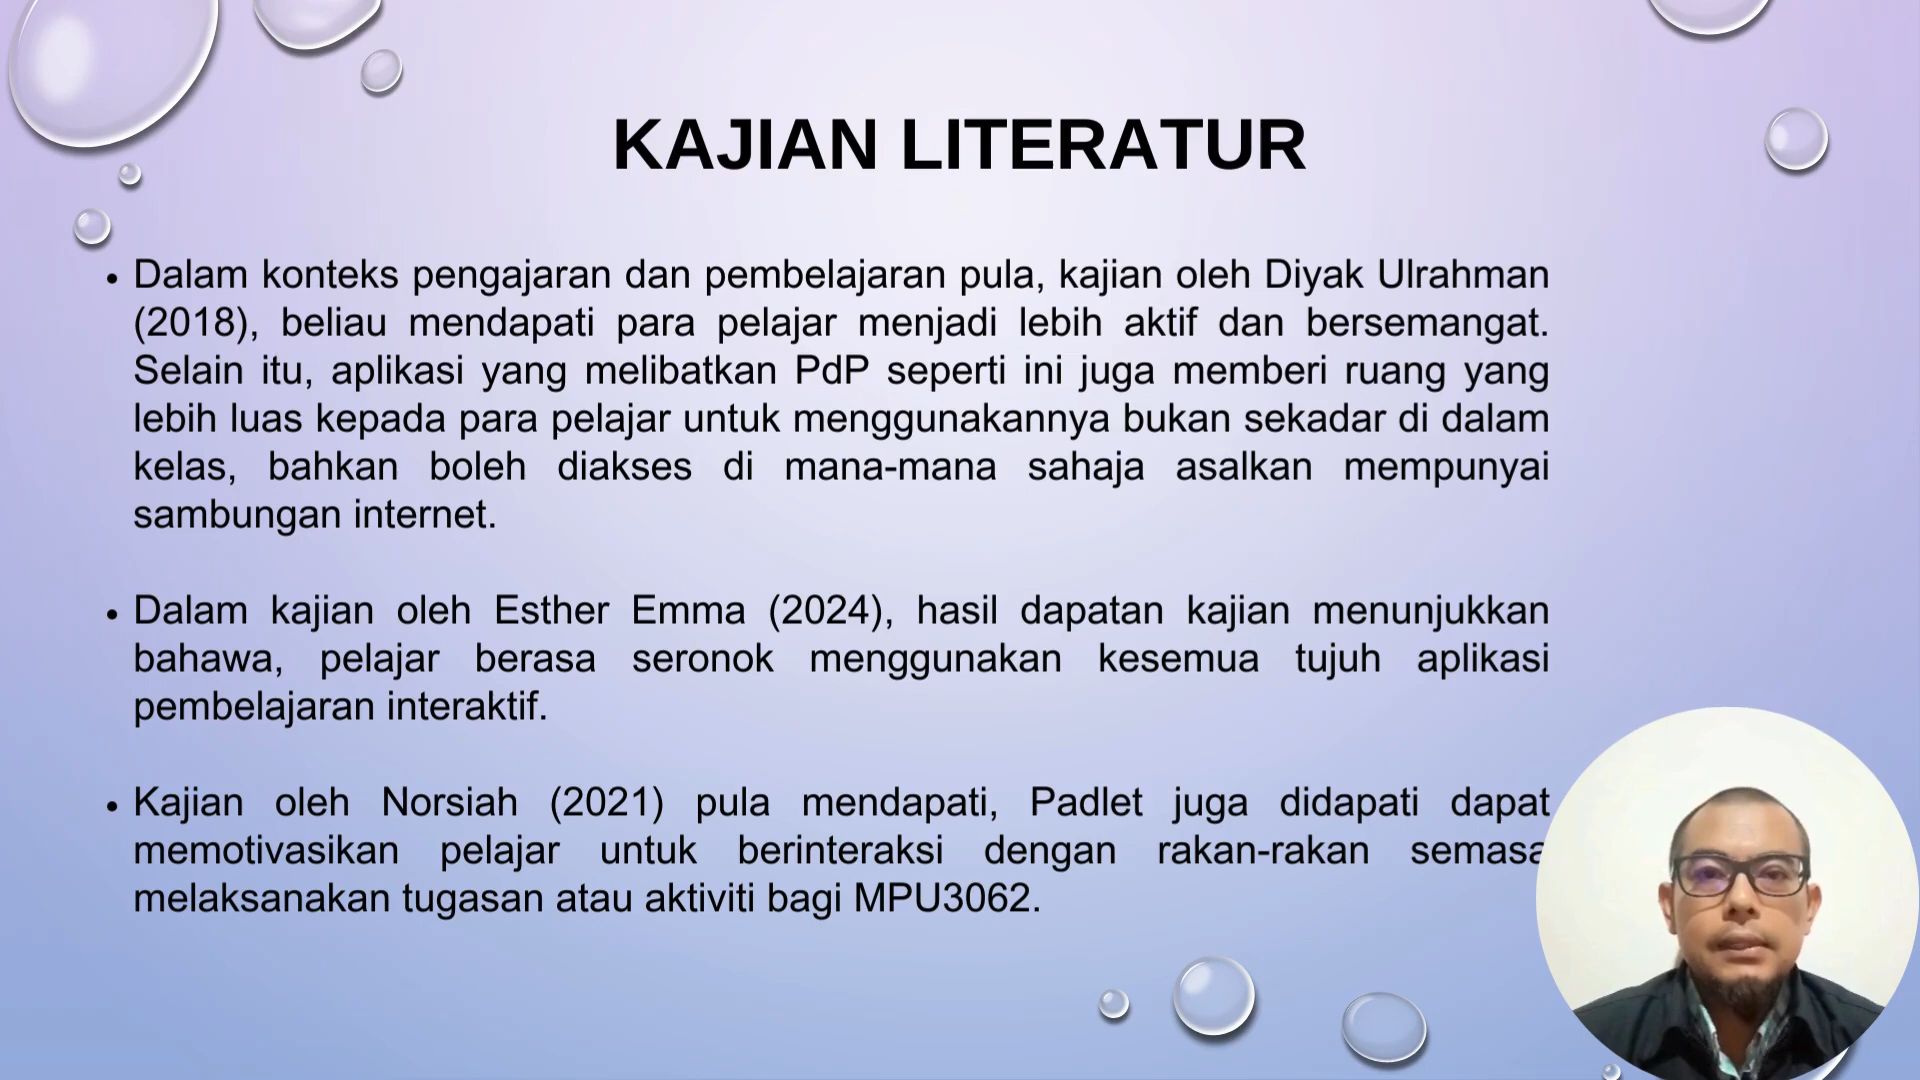 KAJIAN LITERATUR
• Dalam konteks pengajaran dan pembelajaran pula, kajian oleh Diyak Ulrahman
(2018), beliau mendapati para pelajar menjadi lebih aktif dan bersemangat.
Selain itu, aplikasi yang melibatkan PdP seperti ini juga memberi ruang yang
lebih luas kepada para pelajar untuk menggunakannya bukan sekadar di dalam
kelas, bahkan boleh diakses di mana-mana sahaja asalkan mempunyai
sambungan internet.
• Dalam kajian oleh Esther Emma (2024), hasil dapatan kajian menunjukkan
bahawa, pelajar berasa seronok menggunakan kesemua tujuh aplikasi
pembelajaran interaktif.
• Kajian oleh Norsiah (2021) pula mendapati, Padlet juga didapati dapat
memotivasikan pelajar untuk berinteraksi dengan rakan-rakan semasa
melaksanakan tugasan atau aktiviti bagi MPU3062.